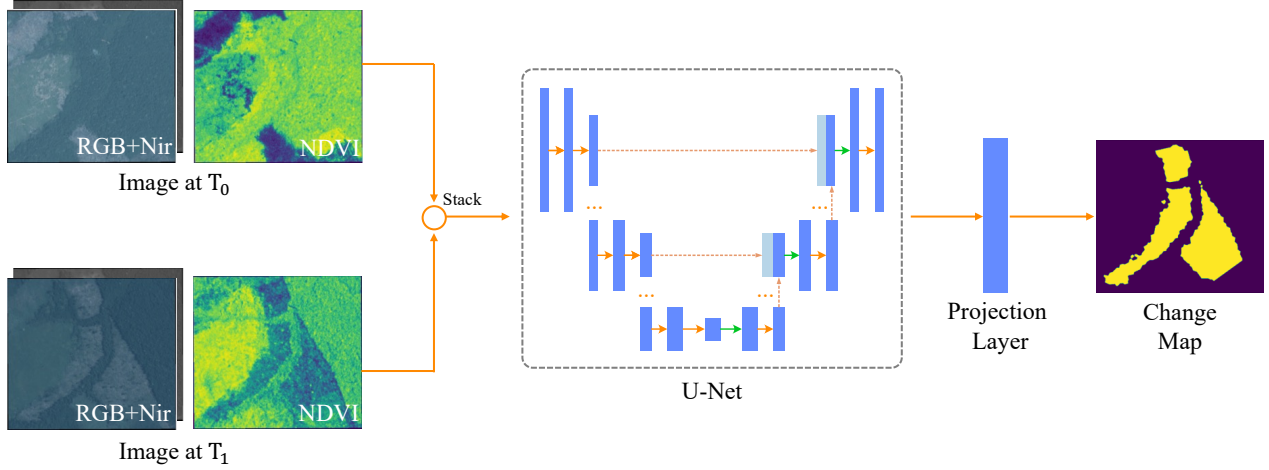 RGB+Nir
NDVI
Image at T₀
Stack
RGB+Nir
NDVI
Image at T₁
...
...
...
...
U-Net
Projection
Layer
Change
Map